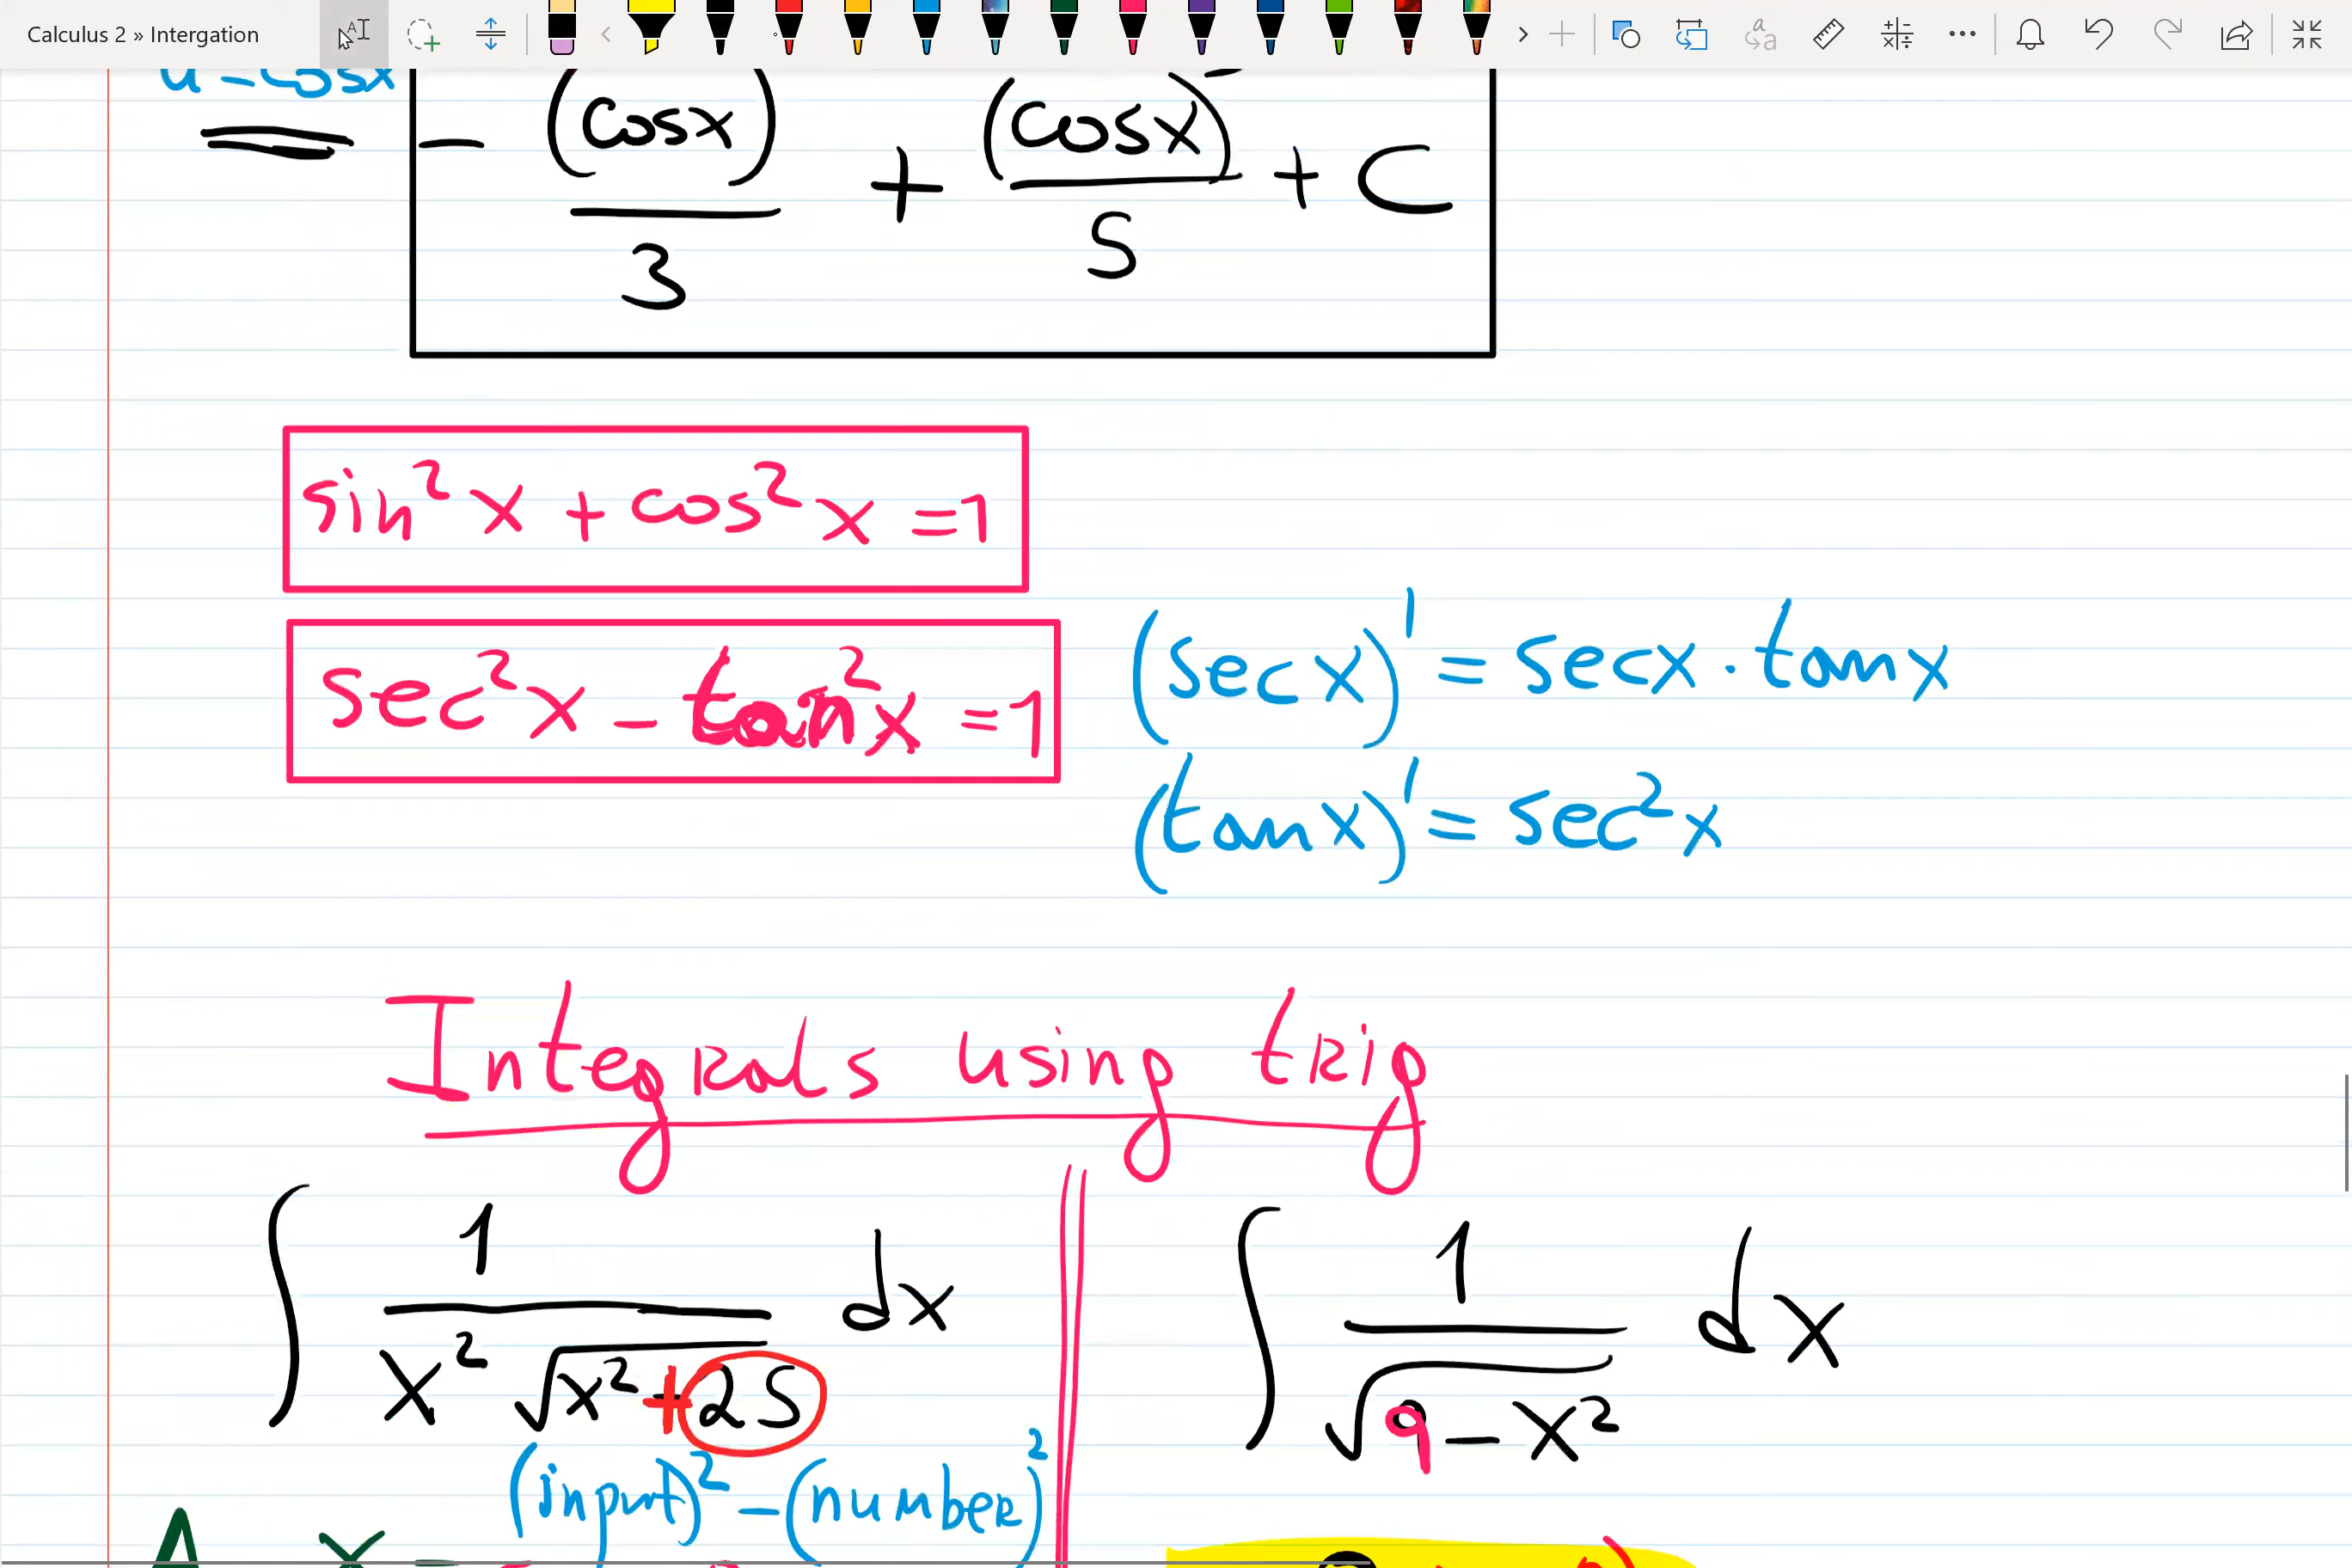 Calculus 2 » Intergation
u = cosx
= - (cosx) / 3 + (cosx) / 5 + C
sin²x + cos²x = 1
sec²x - tan²x = 1
(secx)' = secx · tanx
(tanx)' = sec²x
Integrals using trig
∫ 1 / (x² √(x² + 25)) dx
∫ 1 / √(9 - x²) dx
(input)² - (number)²